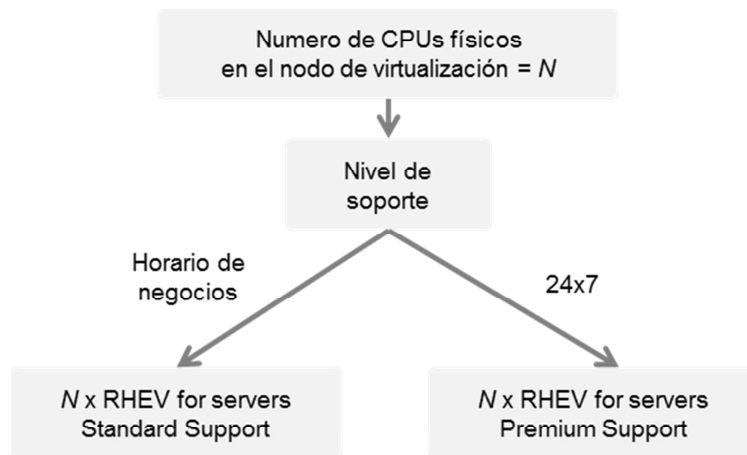 Numero de CPUs físicos
en el nodo de virtualización = N
Nivel de
soporte
Horario de
negocios
24x7
N x RHEV for servers
Standard Support
N x RHEV for servers
Premium Support